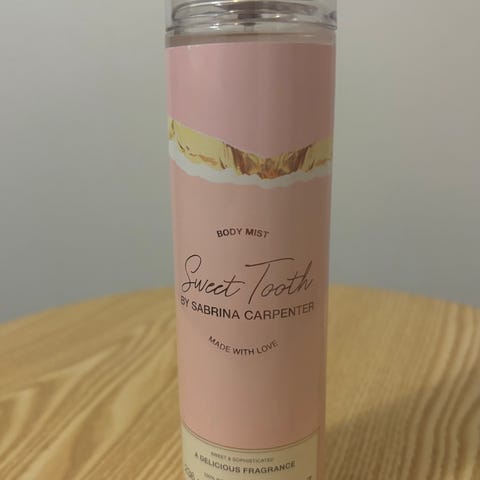 BODY MIST
Sweet Tooth
BY SABRINA CARPENTER
MADE WITH LOVE
SWEET & SOPHISTICATED
A DELICIOUS FRAGRANCE